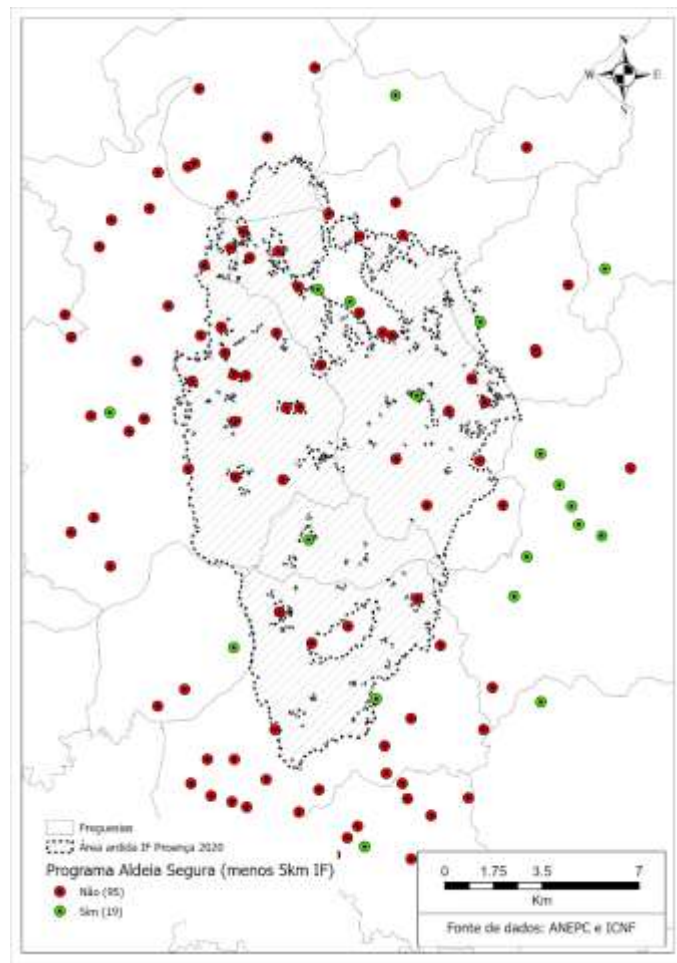 N
W E
S
Freguesias
Área ardida IF Proença 2020
Programa Aldeia Segura (menos 5km IF)
Não (95)
Sim (19)
0 1.75 3.5 7
Km
Fonte de dados: ANEPC e ICNF